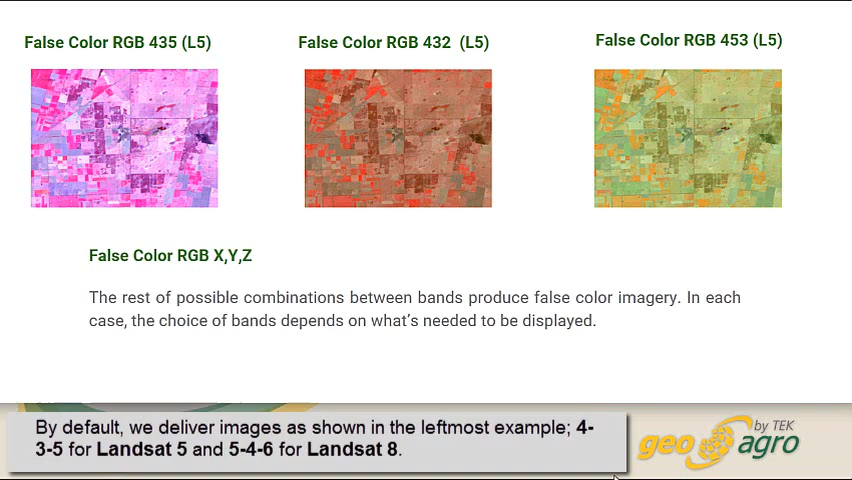 False Color RGB 435 (L5)
False Color RGB 432 (L5)
False Color RGB 453 (L5)
False Color RGB X,Y,Z
The rest of possible combinations between bands produce false color imagery. In each
case, the choice of bands depends on what's needed to be displayed.
By default, we deliver images as shown in the leftmost example; 4-
3-5 for Landsat 5 and 5-4-6 for Landsat 8.
by TEK
geo agro